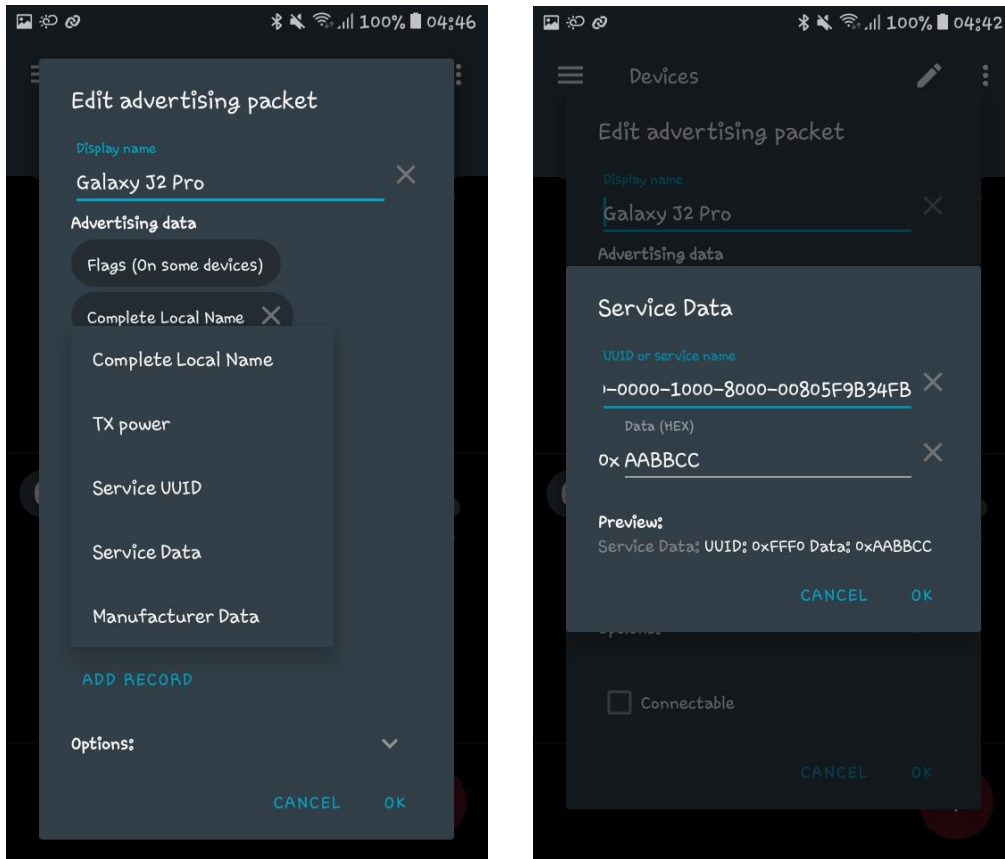 100% 04:46
Edit advertising packet
Display name
Galaxy J2 Pro
Advertising data
Flags (On some devices)
Complete Local Name
Complete Local Name
TX power
Service UUID
Service Data
Manufacturer Data
ADD RECORD
Options:
CANCEL OK
100% 04:42
Devices
Edit advertising packet
Display name
Galaxy J2 Pro
Advertising data
Service Data
UUID or service name
-0000-1000-8000-00805F9B34FB
Data (HEX)
0x AABBCC
Preview:
Service Data: UUID: 0xFFF0 Data: 0xAABBCC
CANCEL OK
Options:
Connectable
CANCEL OK